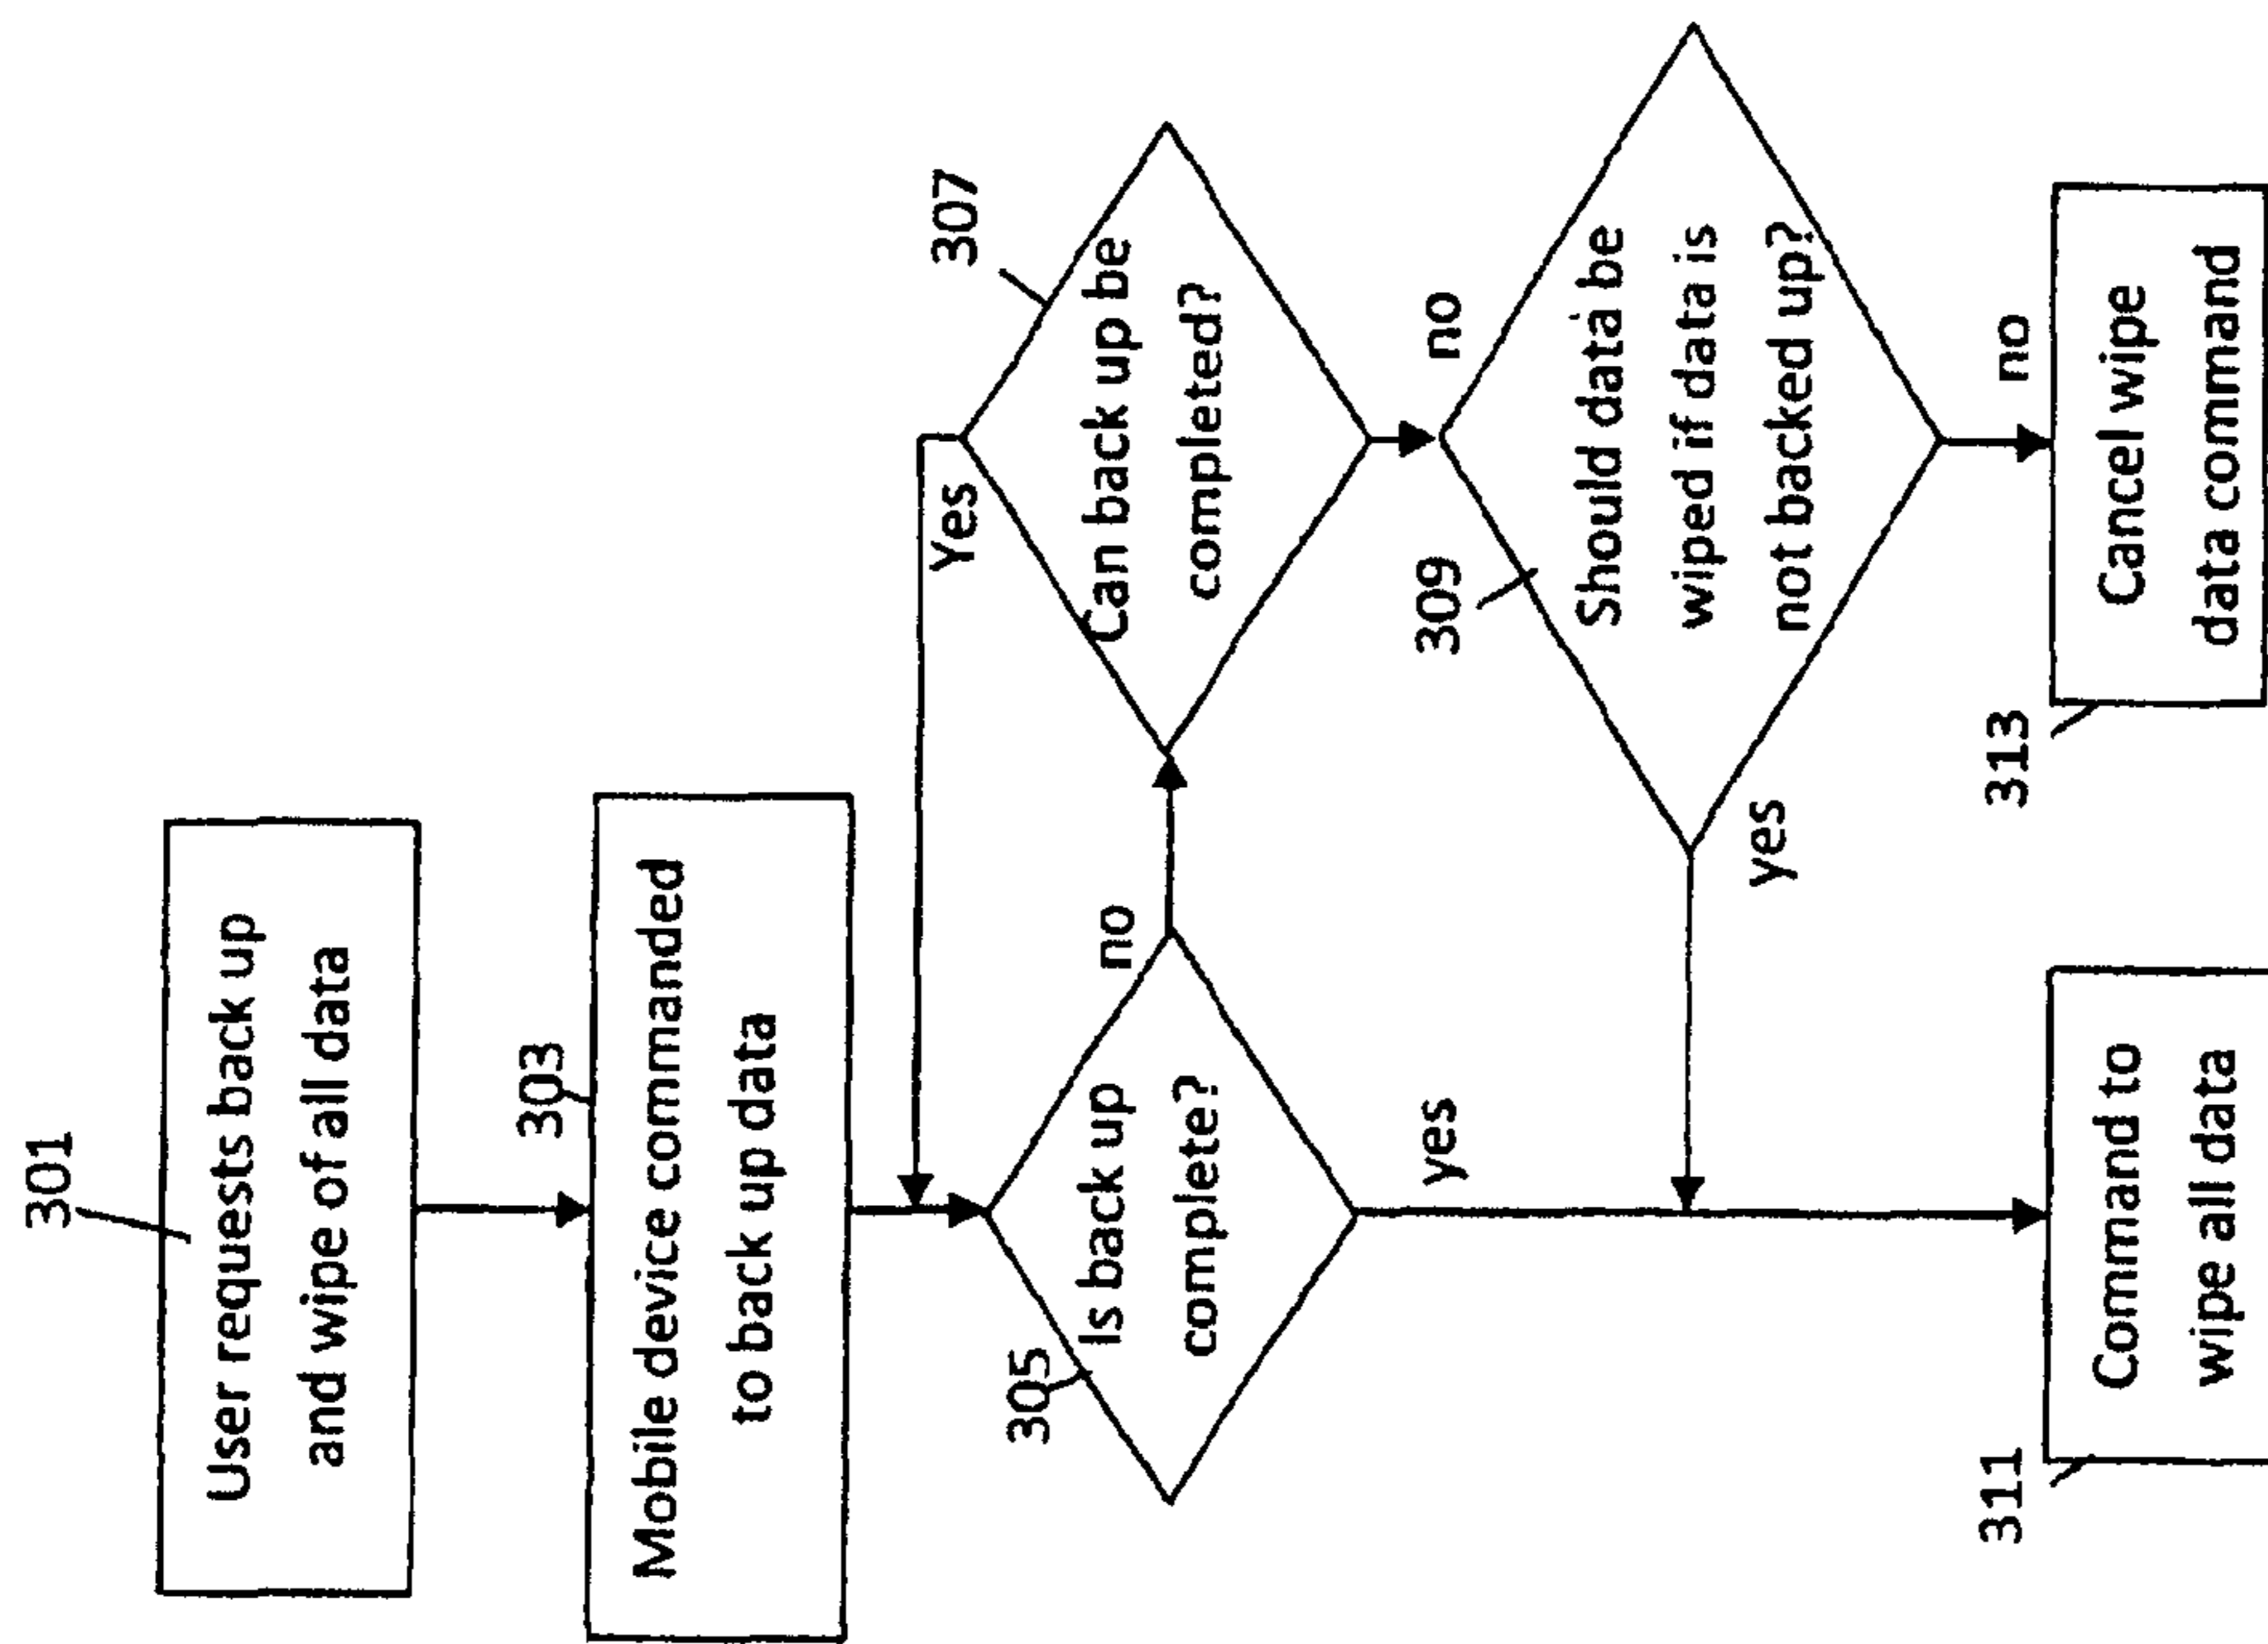 301
User requests back up
and wipe of all data
303
Mobile device commanded
to back up data
305
Is back up
complete?
no
yes
307
Can back up be
completed?
Yes
no
309
Should data be
wiped if data is
not backed up?
yes
no
311
Command to
wipe all data
313
Cancel wipe
data command